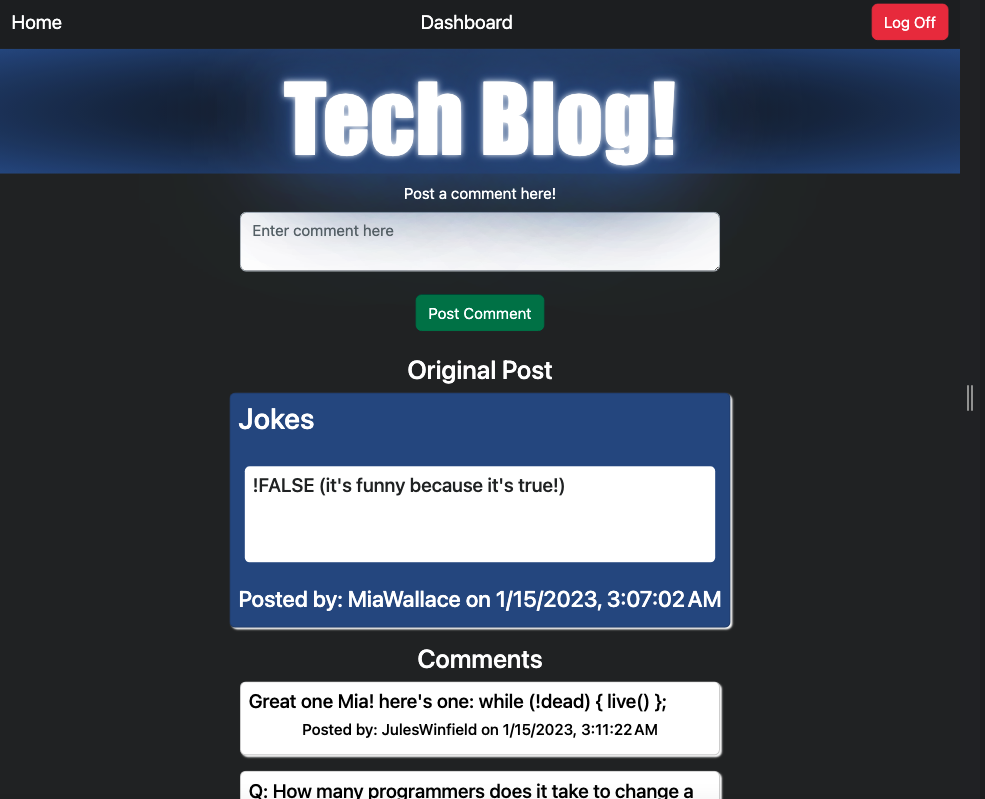 Home Dashboard Log Off
Tech Blog!
Post a comment here!
Enter comment here
Post Comment
Original Post
Jokes
!FALSE (it's funny because it's true!)
Posted by: MiaWallace on 1/15/2023, 3:07:02 AM
Comments
Great one Mia! here's one: while (!dead) { live() };
Posted by: JulesWinfield on 1/15/2023, 3:11:22 AM
Q: How many programmers does it take to change a